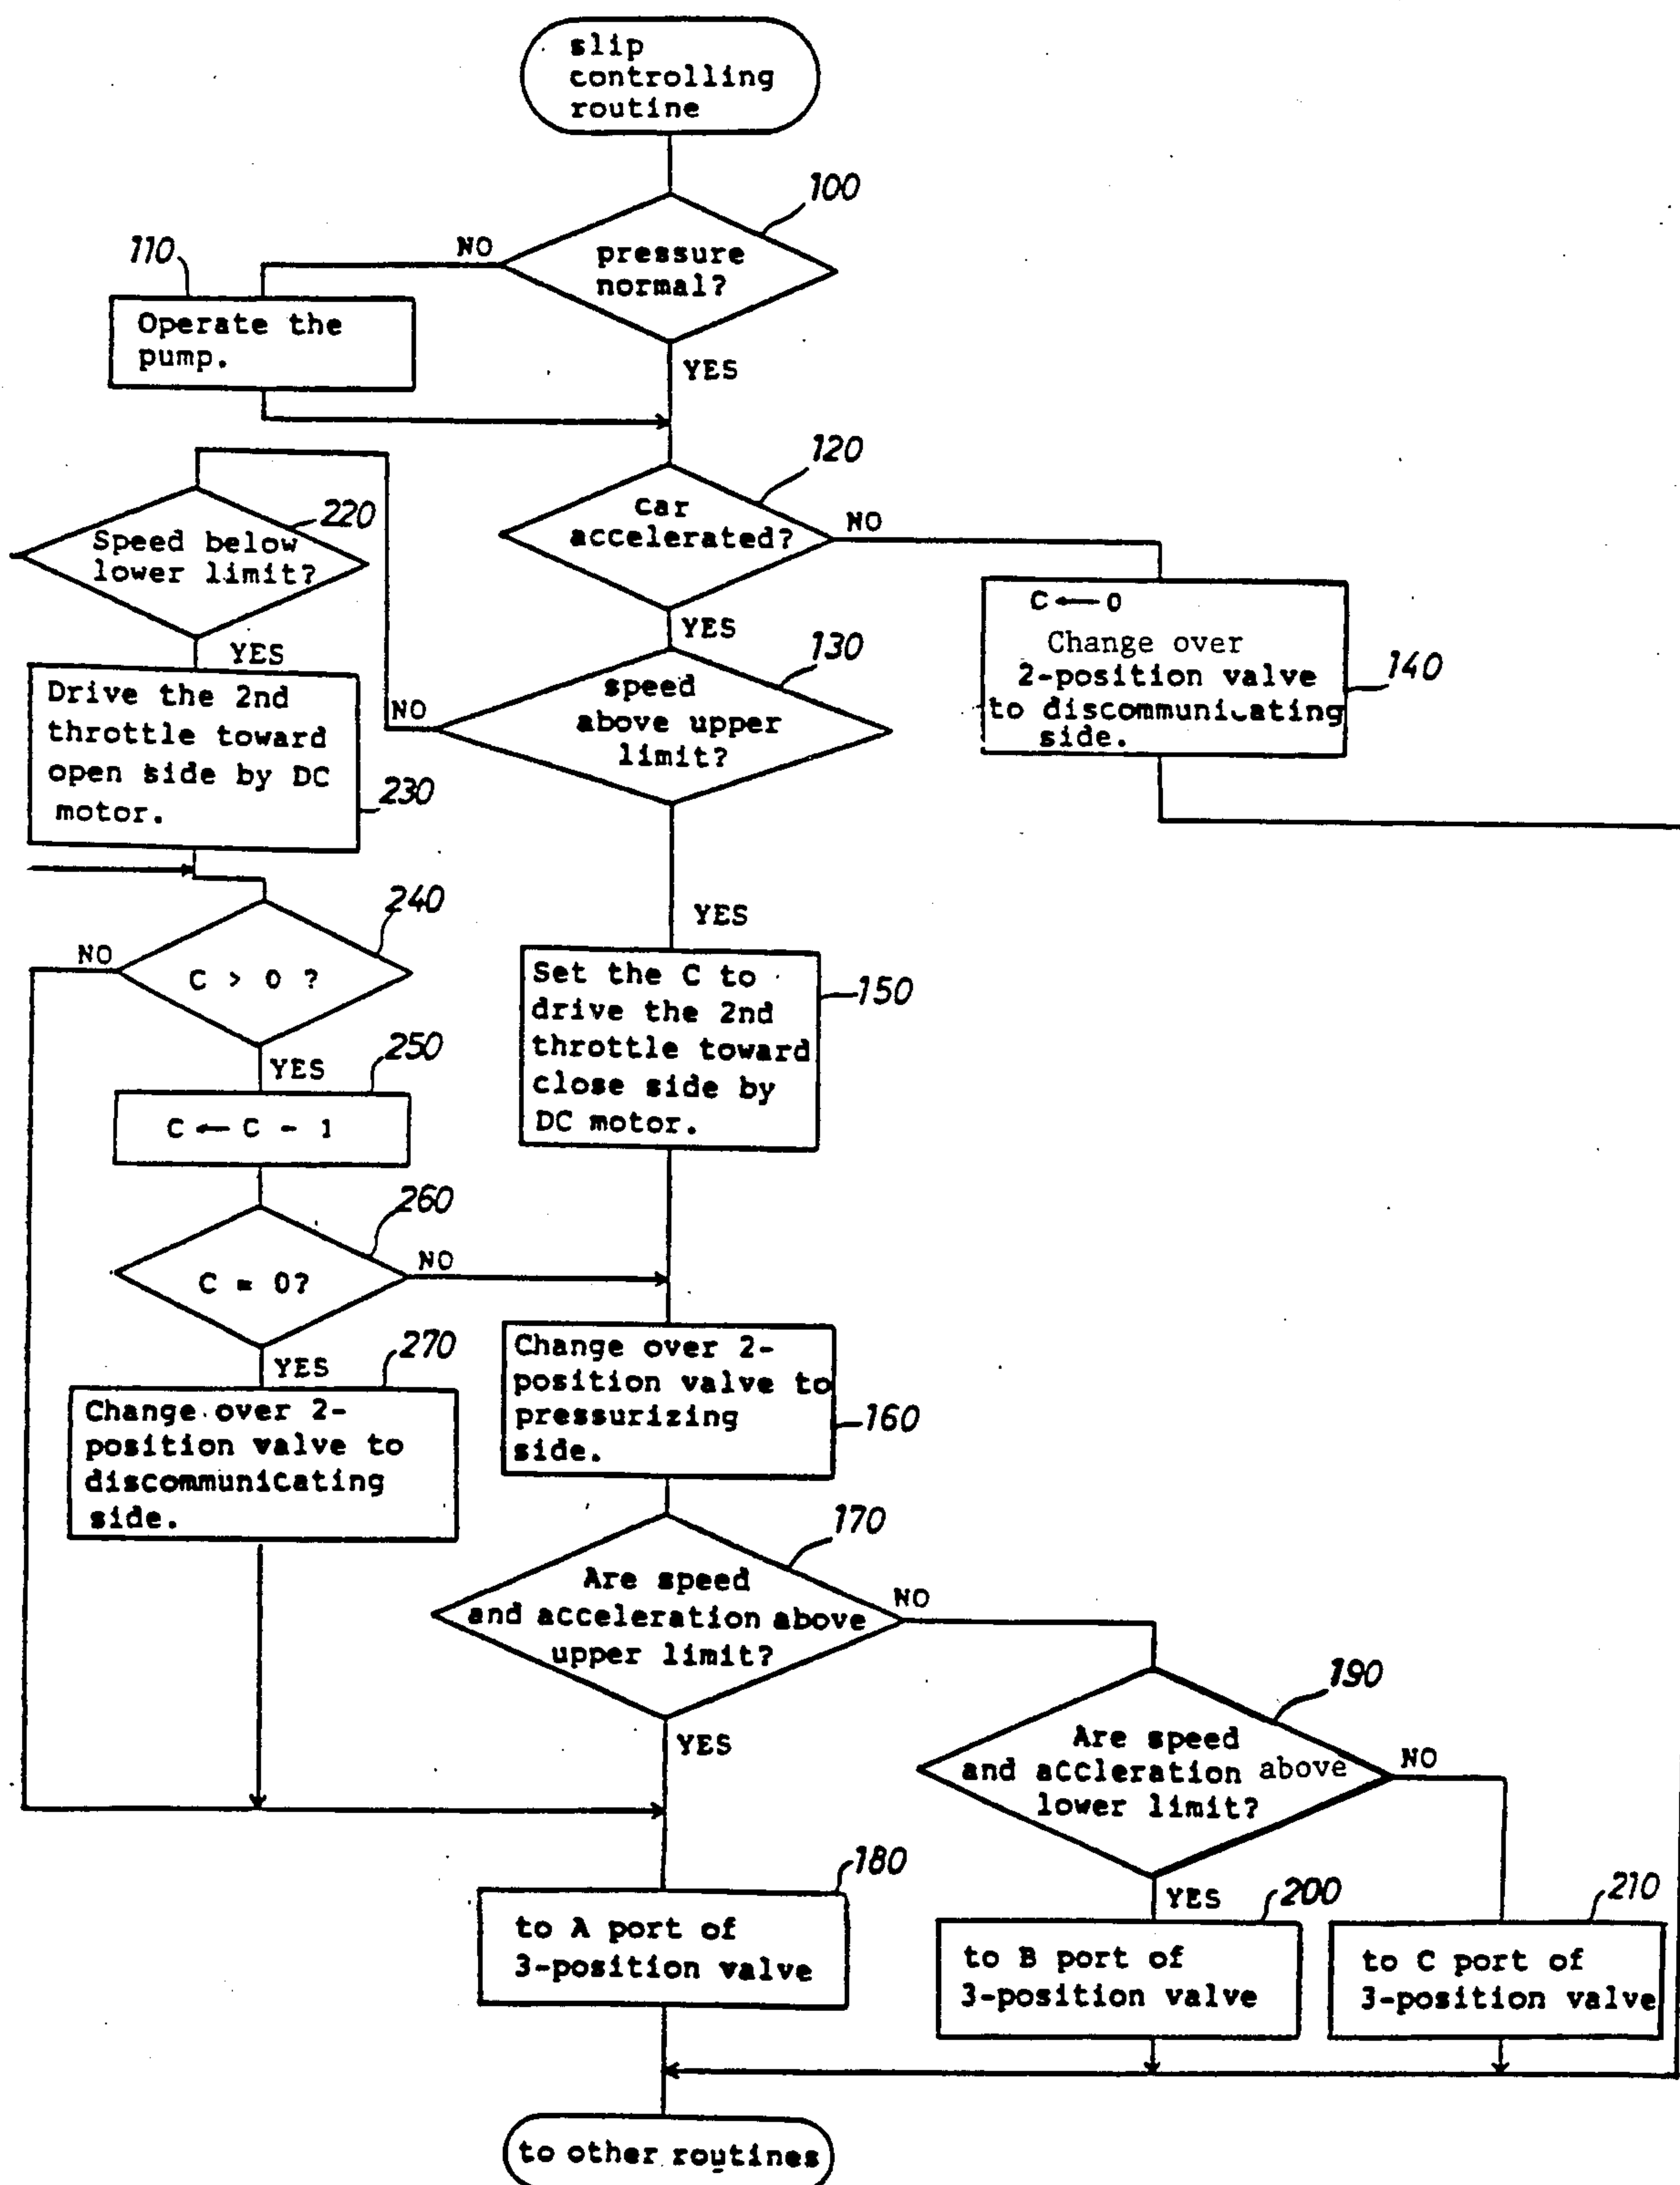 slip
controlling
routine
100
pressure
normal?
NO
110
Operate the
pump.
YES
120
car
accelerated?
NO
220
Speed below
lower limit?
C ← 0
Change over
2-position valve
to discommunicating
side.
140
YES
130
speed
above upper
limit?
NO
YES
Drive the 2nd
throttle toward
open side by DC
motor.
230
240
C > 0 ?
NO
YES
150
Set the C to
drive the 2nd
throttle toward
close side by
DC motor.
YES
250
C ← C - 1
260
C = 0?
NO
YES
270
Change over 2-
position valve to
discommunicating
side.
Change over 2-
position valve to
pressurizing
side.
160
170
Are speed
and acceleration above
upper limit?
NO
YES
190
Are speed
and accleration above
lower limit?
NO
YES
180
to A port of
3-position valve
200
to B port of
3-position valve
210
to C port of
3-position valve
to other routines